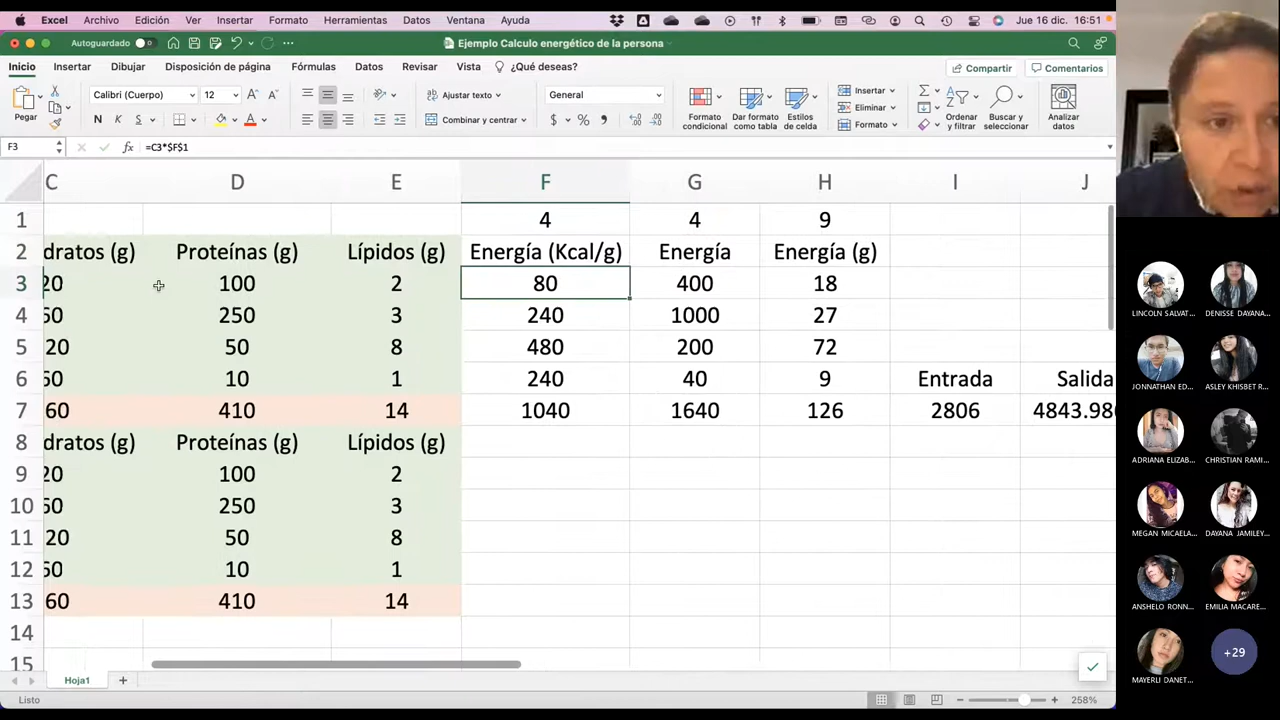 Excel Archivo Edición Ver Insertar Formato Herramientas Datos Ventana Ayuda Jue 16 dic. 16:51
Autoguardado Ejemplo Calculo energético de la persona
Inicio Insertar Dibujar Disposición de página Fórmulas Datos Revisar Vista ¿Qué deseas? Compartir Comentarios
Pegar Calibri (Cuerpo) 12 Ajustar texto General Insertar
N K S Combinar y centrar $ % Formato condicional Dar formato como tabla Estilos de celda Eliminar Formato Ordenar y filtrar Buscar y seleccionar Analizar datos
F3 fx =C3*$F$1
C D E F G H I J
1 4 4 9
2 dratos (g) Proteínas (g) Lípidos (g) Energía (Kcal/g) Energía Energía (g)
3 20 100 2 80 400 18
4 60 250 3 240 1000 27
5 20 50 8 480 200 72
6 60 10 1 240 40 9 Entrada Salida
7 60 410 14 1040 1640 126 2806 4843.98
8 dratos (g) Proteínas (g) Lípidos (g)
9 20 100 2
10 60 250 3
11 20 50 8
12 60 10 1
13 60 410 14
14
15
Hoja1 +
Listo 258%
LINCOLN SALVAT... DENISSE DAYANA...
JONNATHAN ED... ASLEY KHISBET R...
ADRIANA ELIZAB... CHRISTIAN RAMI...
MEGAN MICAELA... DAYANA JAMILEY...
ANSHELO RONN... EMILIA MACARE...
MAYERLI DANET... +29